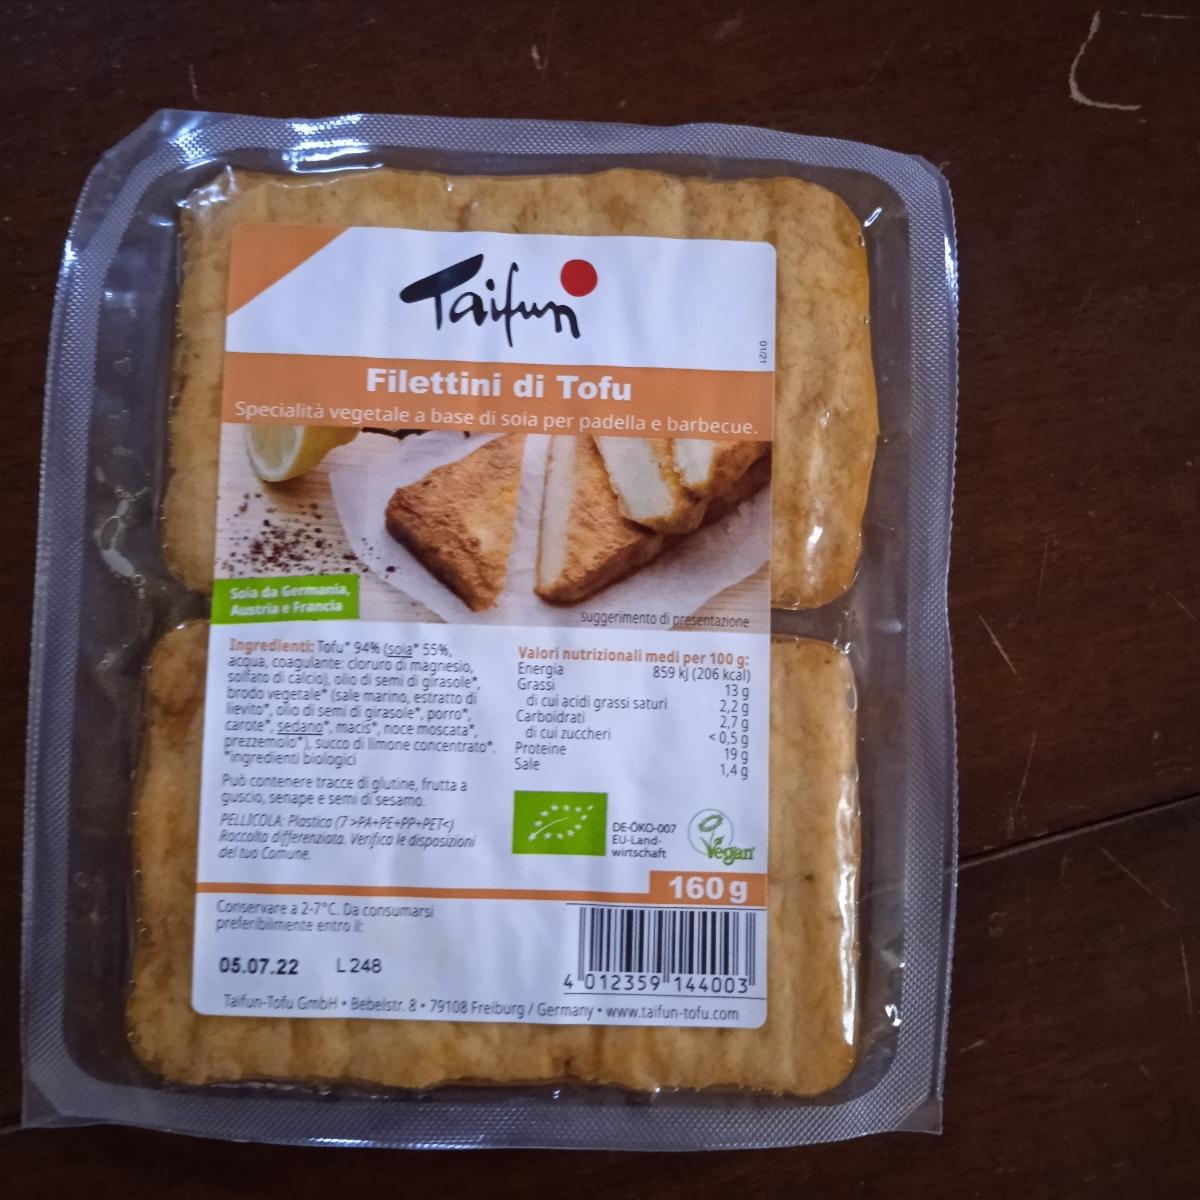 Taifun
01/21
Filettini di Tofu
Specialità vegetale a base di soia per padella e barbecue.
Soia da Germania,
Austria e Francia
suggerimento di presentazione
Ingredienti: Tofu* 94% (soia* 55%,
acqua, coagulante: cloruro di magnesio,
solfato di calcio), olio di semi di girasole*,
brodo vegetale* (sale marino, estratto di
lievito*, olio di semi di girasole*, porro*,
carote*, sedano*, macis*, noce moscata*,
prezzemolo*), succo di limone concentrato*.
*ingredienti biologici
Può contenere tracce di glutine, frutta a
guscio, senape e semi di sesamo.
PELLICOLA: Plastica (7 >PA+PE+PP+PET<)
Raccolta differenziata. Verifica le disposizioni
del tuo Comune.
Valori nutrizionali medi per 100 g:
Energia 859 kJ (206 kcal)
Grassi 13 g
di cui acidi grassi saturi 2,2 g
Carboidrati 2,7 g
di cui zuccheri <0,5 g
Proteine 19 g
Sale 1,4 g
DE-ÖKO-007
EU-Land-
wirtschaft
Vegan
160 g
Conservare a 2-7°C. Da consumarsi
preferibilmente entro il:
05.07.22 L248
4 012359 144003
Taifun-Tofu GmbH • Bebelstr. 8 • 79108 Freiburg / Germany • www.taifun-tofu.com